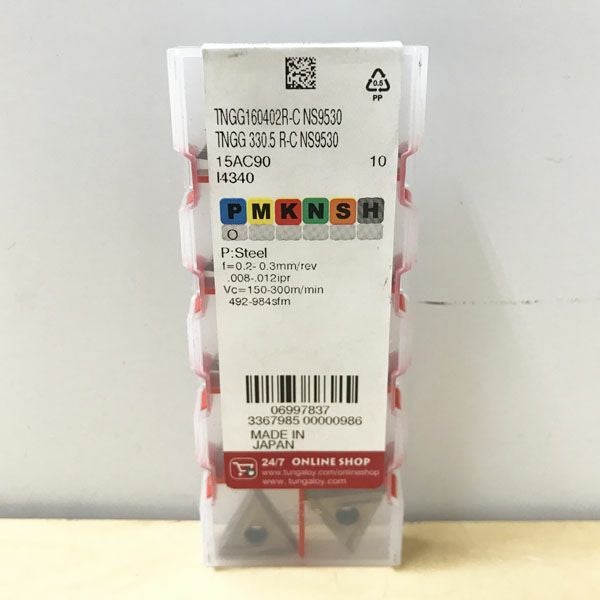 0.5
PP
TNGG160402R-C NS9530
TNGG 330.5 R-C NS9530
15AC90 10
I4340
P M K N S H
O
P:Steel
f=0.2- 0.3mm/rev
.008-.012ipr
Vc=150-300m/min
492-984sfm
06997837
3367985 00000986
MADE IN
JAPAN
24/7 ONLINE SHOP
www.tungaloy.com/onlineshop
www.tungaloy.com